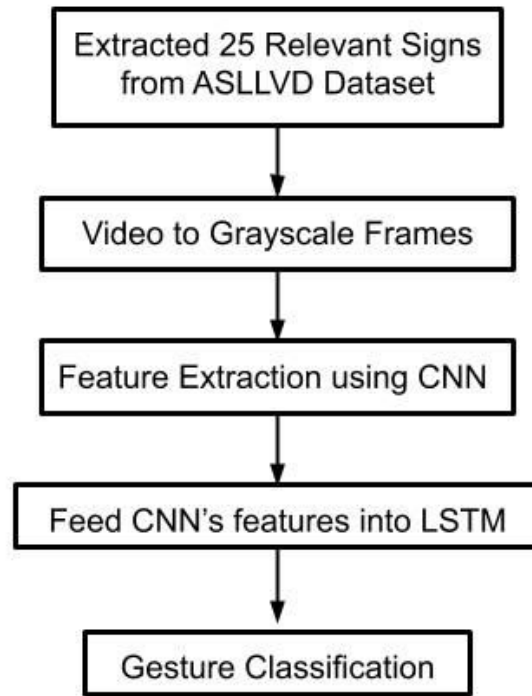 Extracted 25 Relevant Signs
from ASLLVD Dataset
Video to Grayscale Frames
Feature Extraction using CNN
Feed CNN’s features into LSTM
Gesture Classification